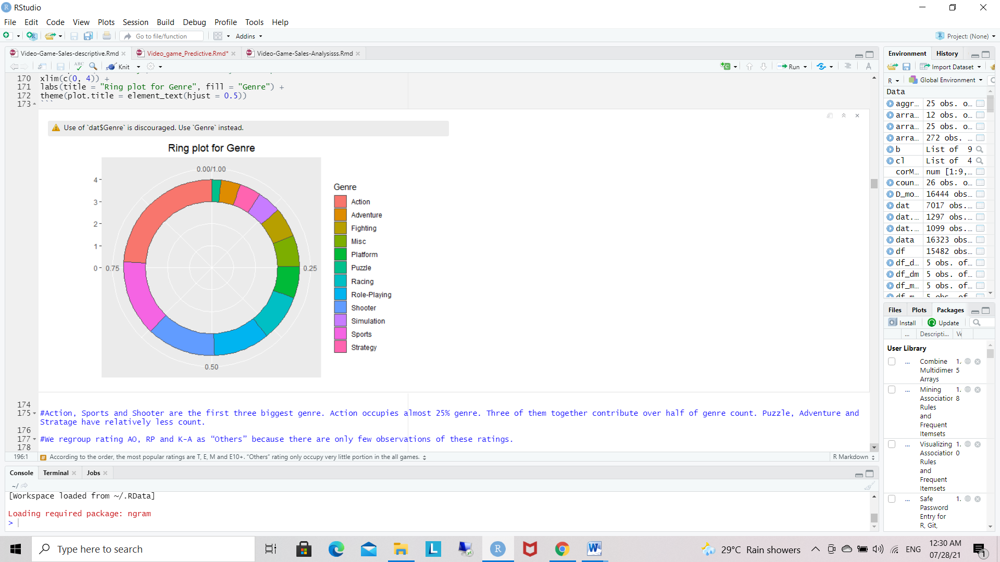 RStudio
File Edit Code View Plots Session Build Debug Profile Tools Help
Go to file/function
Addins
Project: (None)
Video-Game-Sales-descriptive.Rmd
Video_game_Predictive.Rmd*
Video-Game-Sales-Analysisss.Rmd
ABC
Knit
Run
170 xlim(c(0, 4)) +
171 labs(title = "Ring plot for Genre", fill = "Genre") +
172 theme(plot.title = element_text(hjust = 0.5))
173 ```
Use of `dat$Genre` is discouraged. Use `Genre` instead.
Ring plot for Genre
0.00/1.00
4
3
2
1
0
0.75
0.25
0.50
Genre
Action
Adventure
Fighting
Misc
Platform
Puzzle
Racing
Role-Playing
Shooter
Simulation
Sports
Strategy
174
175 #Action, Sports and Shooter are the first three biggest genre. Action occupies almost 25% genre. Three of them together contribute over half of genre count. Puzzle, Adventure and
Stratage have relatively less count.
176
177 #We regroup rating AO, RP and K-A as “Others” because there are only few observations of these ratings.
178
196:1
# According to the order, the most popular ratings are T, E, M and E10+. “Others” rating only occupy very little portion in the all games.
R Markdown
Console Terminal Jobs
~/
[Workspace loaded from ~/.RData]
Loading required package: ngram
>
Environment History
Import Dataset
R Global Environment
Data
aggr… 25 obs. o…
arra… 12 obs. o…
arra… 25 obs. o…
arra… 272 obs. …
b List of 9
cl List of 4
corM… num [1:9,…
coun… 26 obs. o…
D_mo… 16444 obs…
dat 7017 obs.…
dat.… 1297 obs.…
dat.… 1099 obs.…
data 16323 obs…
df 15482 obs…
df_d… 5 obs. of…
df_dm 5 obs. of…
df_m… 5 obs. of…
df_m… 5 obs. of…
Files Plots Packages
Install Update
… Descripti…
User Library
… Combine 1.
Multidimer 5
Arrays
… Mining 1.
Association 8
Rules
and
Frequent
Itemsets
… Visualizing 1.
Association 0
Rules
and
Frequent
Itemsets
… Safe 1.
Password
Entry for
R, Git,
Type here to search
29°C Rain showers
ENG
12:30 AM
07/28/21
1